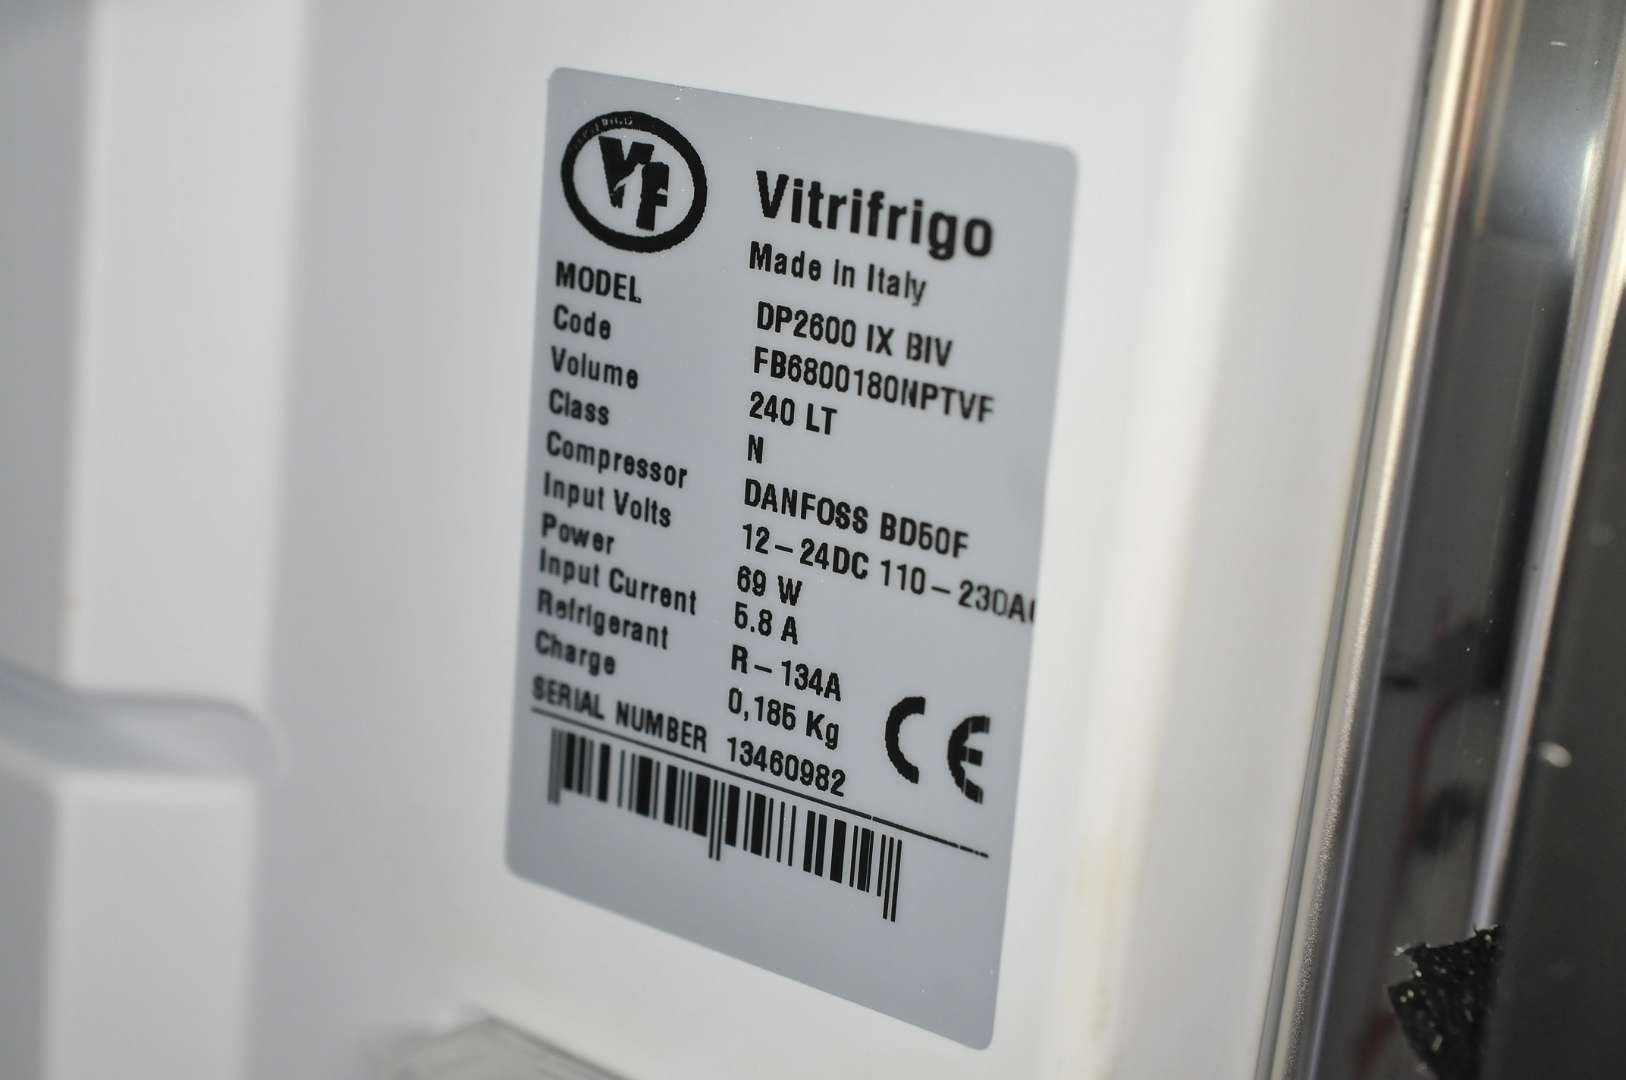 VF
Vitrifrigo
Made in Italy
MODEL DP2600 IX BIV
Code FB6800180NPTVF
Volume 240 LT
Class N
Compressor DANFOSS BD50F
Input Volts 12-24DC 110-230A
Power 69 W
Input Current 5.8 A
Refrigerant R-134A
Charge 0,185 Kg
CE
SERIAL NUMBER 13460982